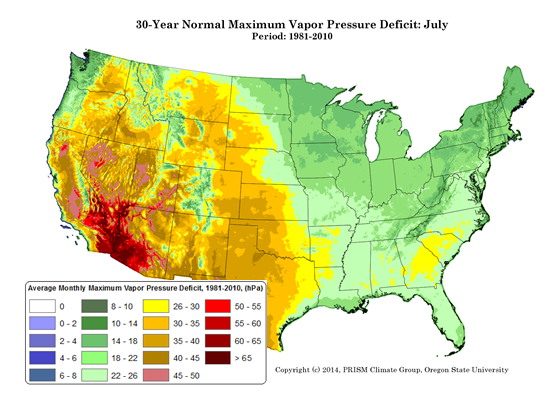 30-Year Normal Maximum Vapor Pressure Deficit: July
Period: 1981-2010
Average Monthly Maximum Vapor Pressure Deficit, 1981-2010, (hPa)
0
8 - 10
26 - 30
50 - 55
0 - 2
10 - 14
30 - 35
55 - 60
2 - 4
14 - 18
35 - 40
60 - 65
4 - 6
18 - 22
40 - 45
> 65
6 - 8
22 - 26
45 - 50
Copyright (c) 2014, PRISM Climate Group, Oregon State University